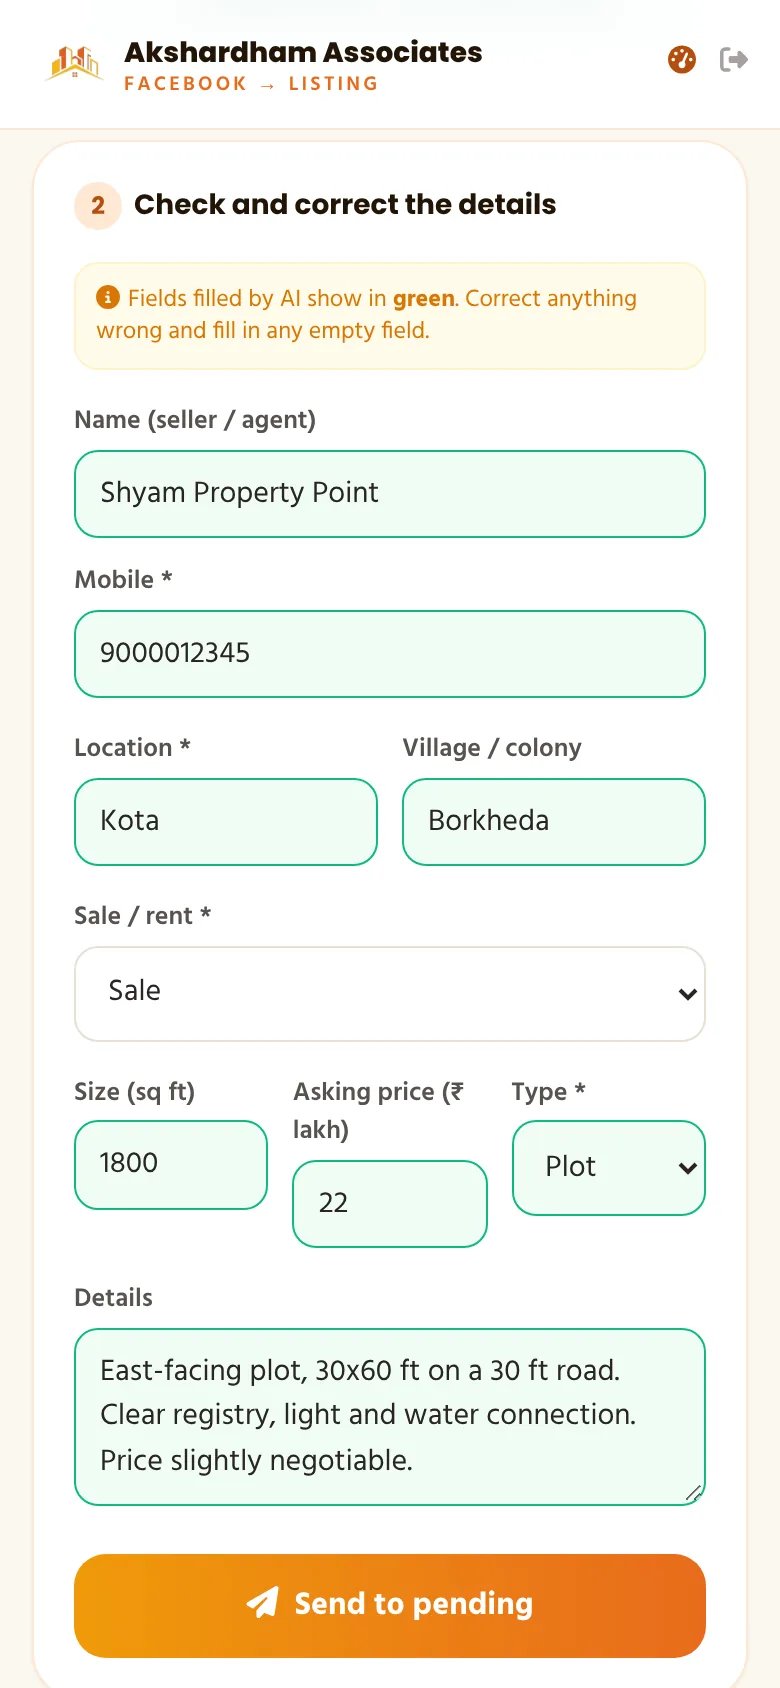 Akshardham Associates
FACEBOOK → LISTING
2 Check and correct the details
Fields filled by AI show in green. Correct anything
wrong and fill in any empty field.
Name (seller / agent)
Shyam Property Point
Mobile *
9000012345
Location *
Village / colony
Kota
Borkheda
Sale / rent *
Sale
Size (sq ft)
Asking price (₹
lakh)
Type *
1800
22
Plot
Details
East-facing plot, 30x60 ft on a 30 ft road.
Clear registry, light and water connection.
Price slightly negotiable.
Send to pending